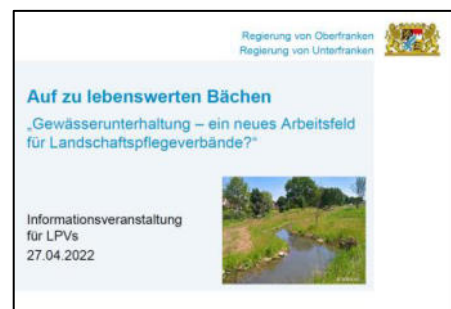 Regierung von Oberfranken
Regierung von Unterfranken
Auf zu lebenswerten Bächen
„Gewässerunterhaltung – ein neues Arbeitsfeld
für Landschaftspflegeverbände?“
Informationsveranstaltung
für LPVs
27.04.2022